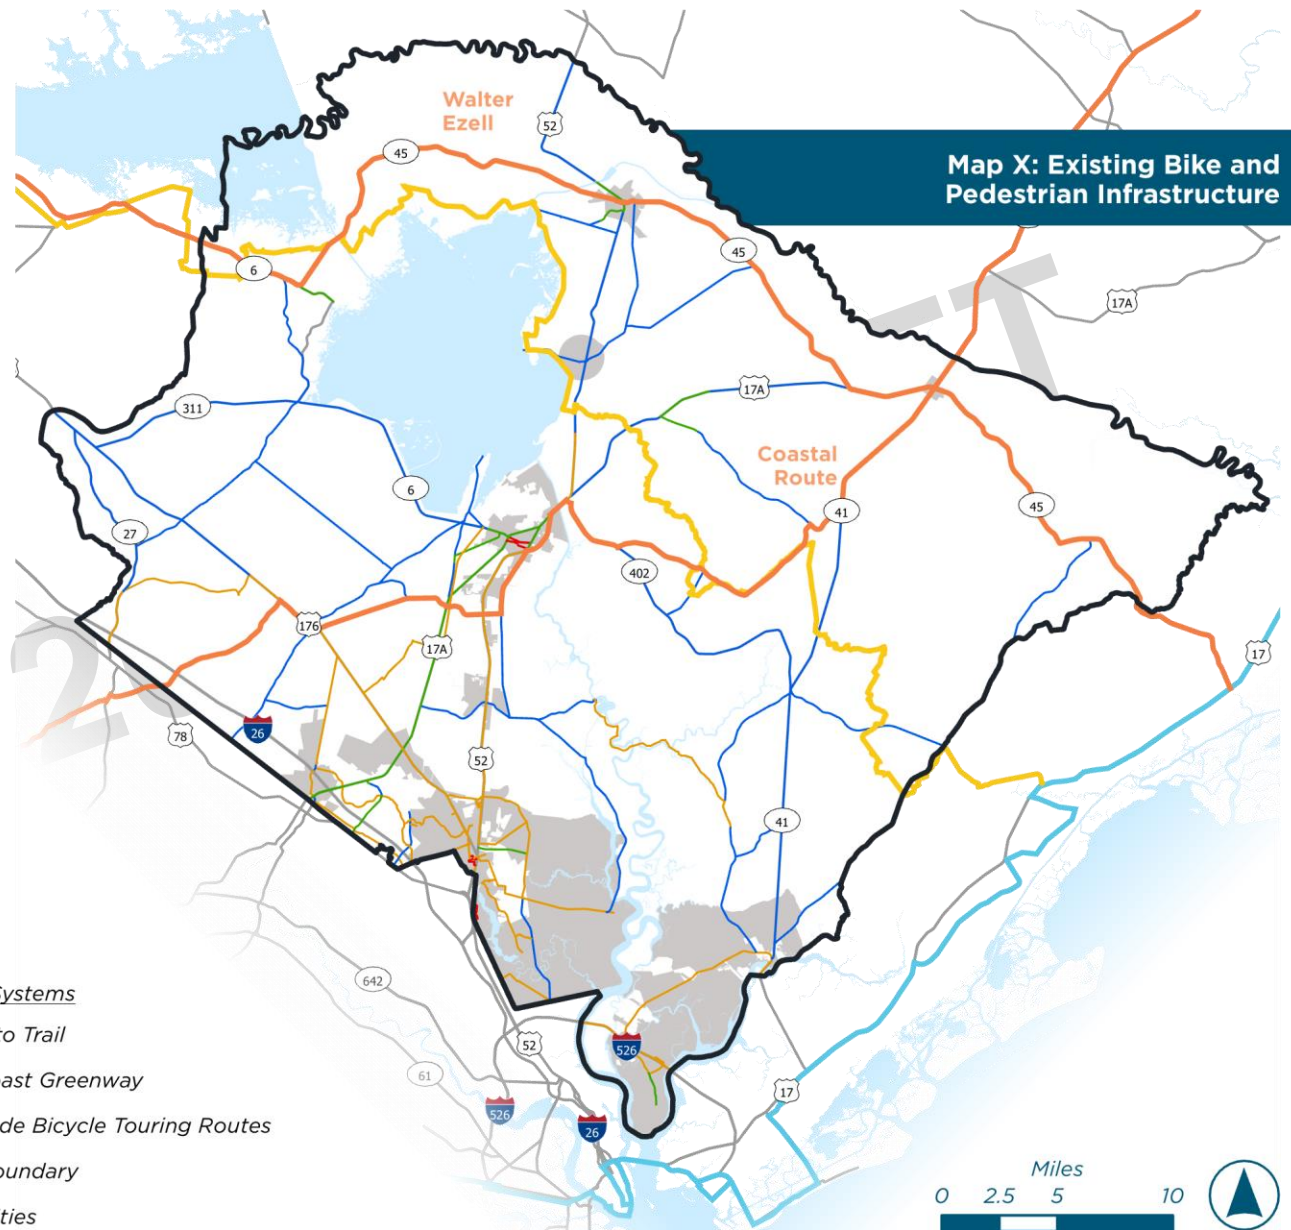 Walter
Ezell
52
45
Map X: Existing Bike and
Pedestrian Infrastructure
45
6
17A
17A
311
Coastal
Route
6
41
45
27
402
176
17A
17
26
78
52
41
642
52
526
61
17
526
26
Systems
to Trail
ast Greenway
de Bicycle Touring Routes
oundary
ties
Miles
0 2.5 5 10